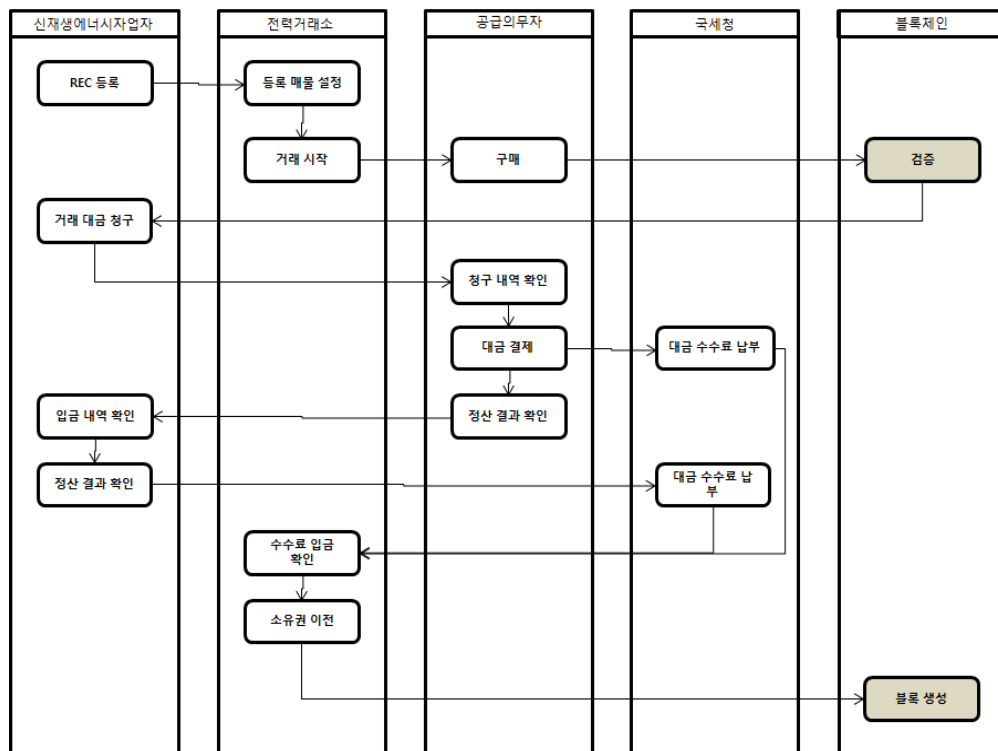 신재생에너지사업자
전력거래소
공급의무자
국세청
블록체인
REC 등록
등록 매물 설정
거래 시작
구매
검증
거래 대금 청구
청구 내역 확인
대금 결제
대금 수수료 납부
입금 내역 확인
정산 결과 확인
정산 결과 확인
대금 수수료 납
부
수수료 입금
확인
소유권 이전
블록 생성